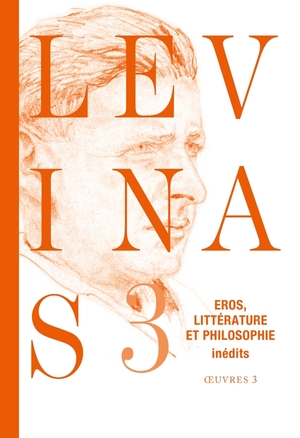 LEV
INA
S 3
EROS,
LITTÉRATURE
ET PHILOSOPHIE
inédits
ŒUVRES 3